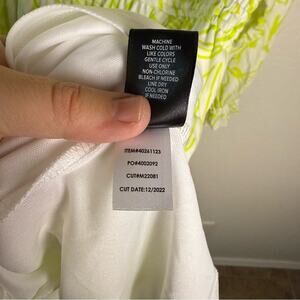 MACHINE
WASH COLD WITH
LIKE COLORS
GENTLE CYCLE
USE ONLY
NON-CHLORINE
BLEACH IF NEEDED
LINE DRY
COOL IRON
IF NEEDED
ITEM#40261123
PO#4002092
CUT#M22081
CUT DATE:12/2022